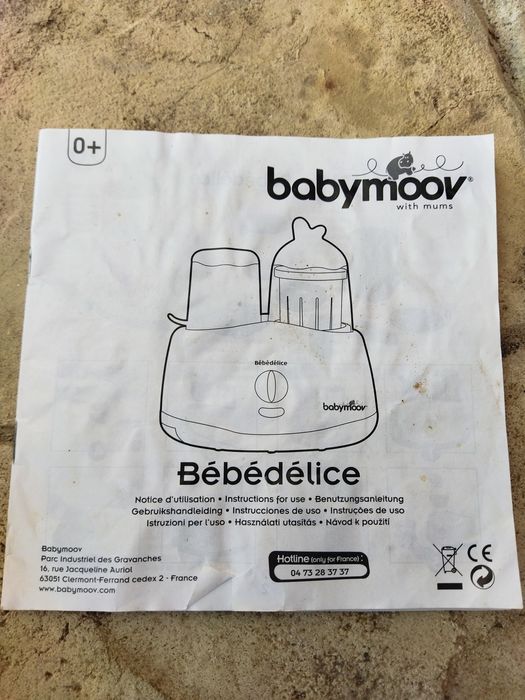 0+
babymoov®
with mums
Bébédélice
babymoov
Bébédélice
Notice d'utilisation • Instructions for use • Benutzungsanleitung
Gebruikshandleiding • Instrucciones de uso • Instruções de uso
Istruzioni per l'uso • Használati utasítás • Návod k použití
Babymoov
Parc Industriel des Gravanches
16, rue Jacqueline Auriol
63051 Clermont-Ferrand cedex 2 - France
www.babymoov.com
Hotline (only for France) :
04 73 28 37 37
CE